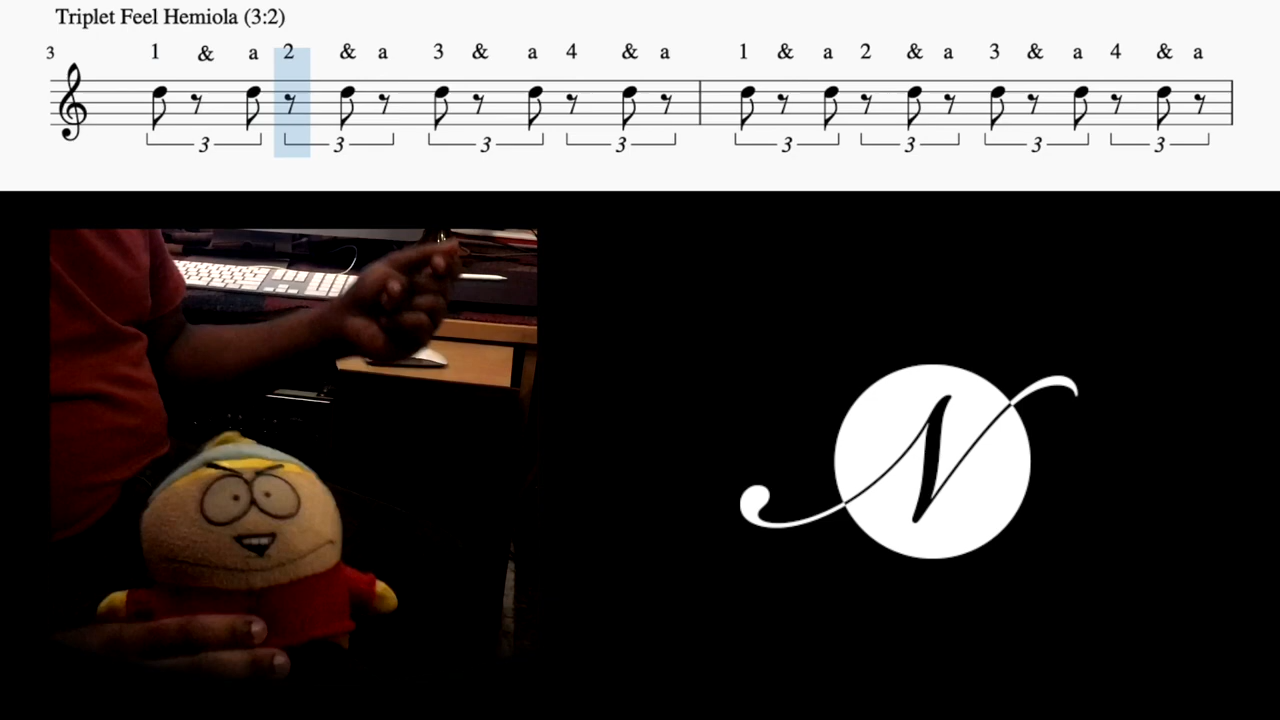 Triplet Feel Hemiola (3:2)
3 1 & a 2 & a 3 & a 4 & a 1 & a 2 & a 3 & a 4 & a
3 3 3 3 3 3 3 3
N